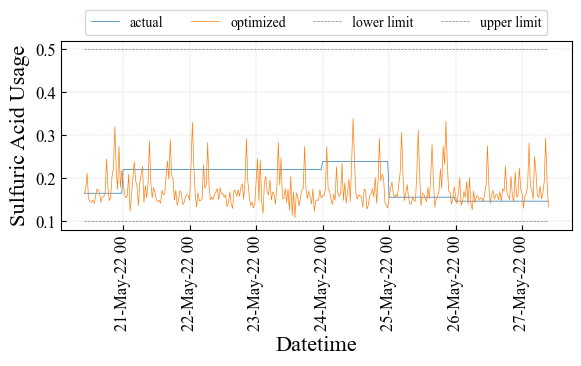 actual optimized lower limit upper limit
Sulfuric Acid Usage
0.5
0.4
0.3
0.2
0.1
21-May-22 00
22-May-22 00
23-May-22 00
24-May-22 00
25-May-22 00
26-May-22 00
27-May-22 00
Datetime